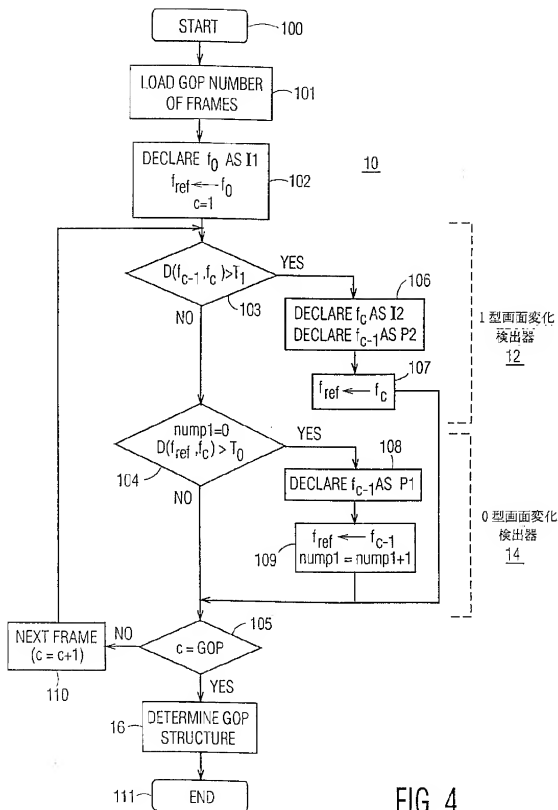 START
100
LOAD GOP NUMBER
OF FRAMES
101
DECLARE f0 AS I1
fref ← f0
c=1
102
10
D(fc-1 ,fc)>T1
YES
NO
103
106
DECLARE fc AS I2
DECLARE fc-1 AS P2
107
fref ← fc
1型画面変化
検出器
12
nump1=0
D(fref ,fc) > T0
YES
NO
104
108
DECLARE fc-1 AS P1
fref ← fc-1
nump1 = nump1+1
109
0型画面変化
検出器
14
105
c = GOP
NO
YES
NEXT FRAME
(c = c+1)
110
16
DETERMINE GOP
STRUCTURE
111
END
FIG. 4